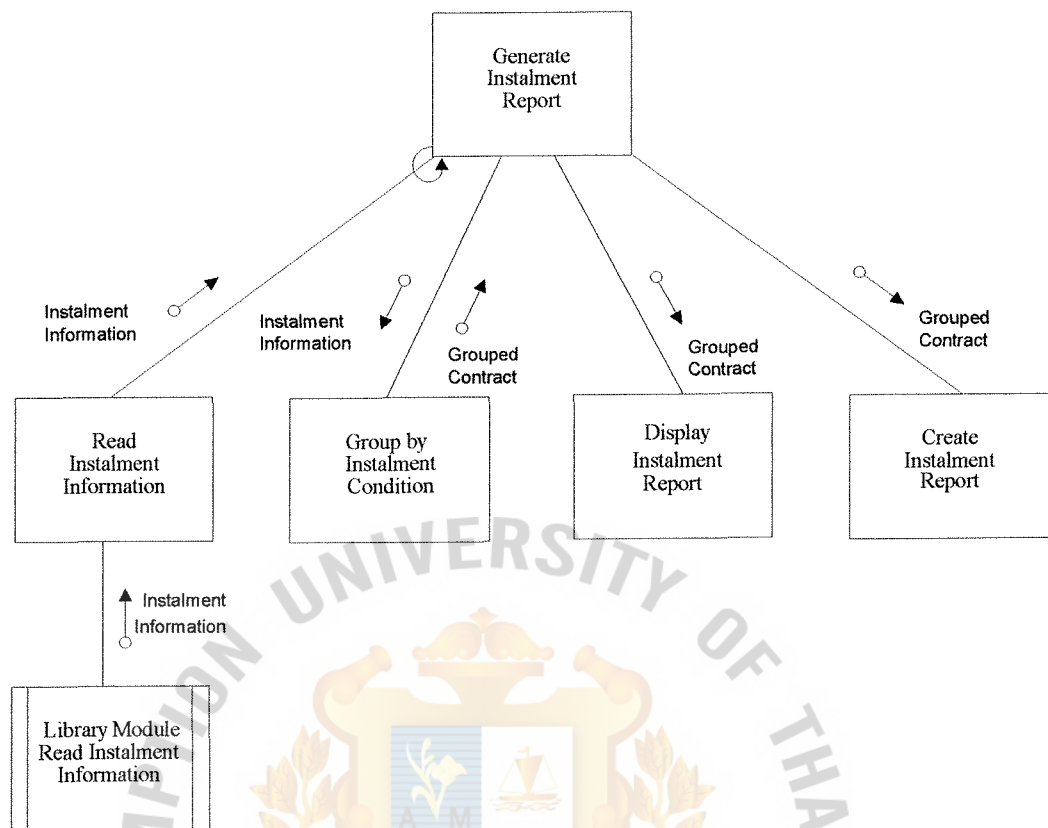 Generate
Instalment
Report
Instalment
Information
Instalment
Information
Grouped
Contract
Grouped
Contract
Grouped
Contract
Read
Instalment
Information
Group by
Instalment
Condition
Display
Instalment
Report
Create
Instalment
Report
Instalment
Information
Library Module
Read Instalment
Information
MPTION UNIVERSITY OF THA
A M